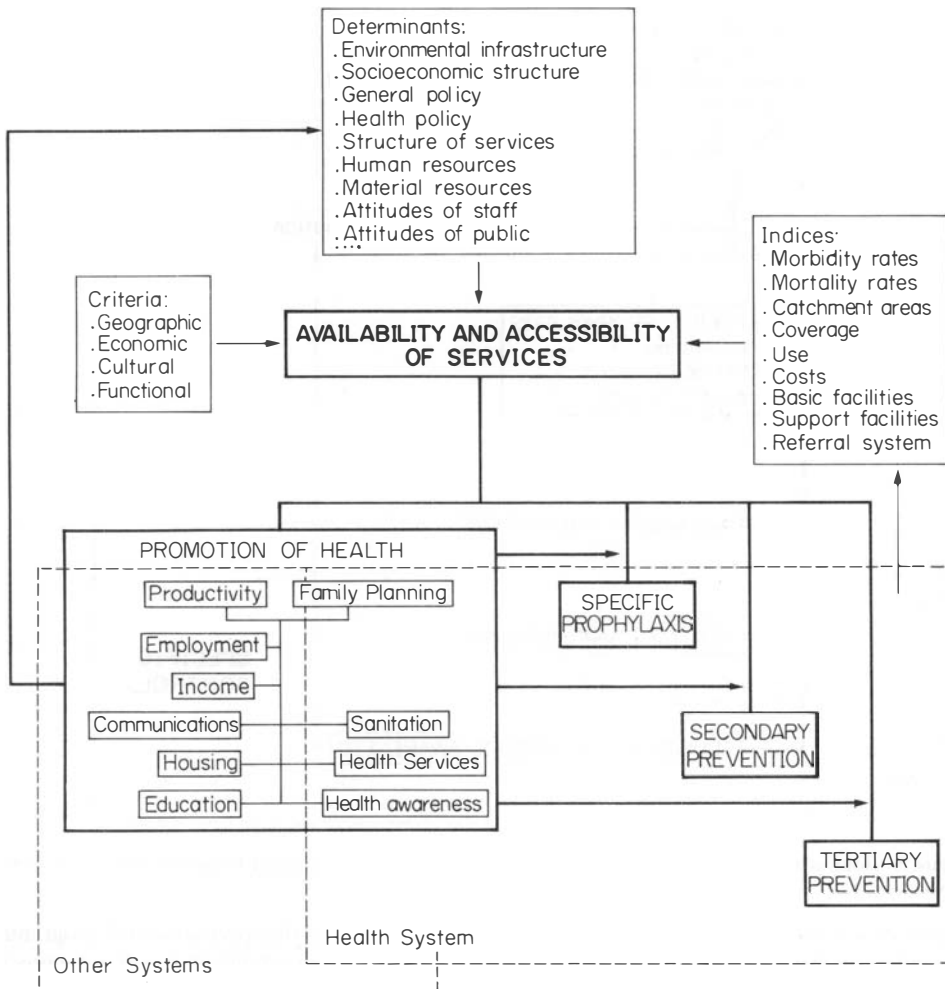 Determinants:
.Environmental infrastructure
.Socioeconomic structure
.General policy
.Health policy
.Structure of services
.Human resources
.Material resources
.Attitudes of staff
.Attitudes of public
....
Criteria:
.Geographic
.Economic
.Cultural
.Functional
AVAILABILITY AND ACCESSIBILITY
OF SERVICES
Indices:
.Morbidity rates
.Mortality rates
.Catchment areas
.Coverage
.Use
.Costs
.Basic facilities
.Support facilities
.Referral system
PROMOTION OF HEALTH
Productivity
Family Planning
Employment
Income
Communications
Sanitation
Housing
Health Services
Education
Health awareness
SPECIFIC
PROPHYLAXIS
SECONDARY
PREVENTION
TERTIARY
PREVENTION
Health System
Other Systems